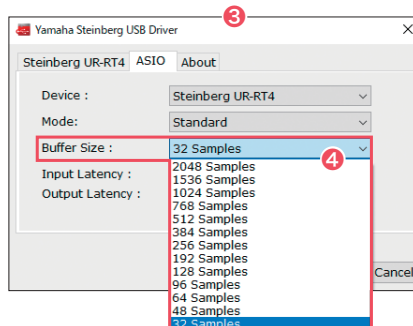 3
Yamaha Steinberg USB Driver
Steinberg UR-RT4 ASIO About
Device : Steinberg UR-RT4
Mode: Standard
Buffer Size : 32 Samples
4
Input Latency :
Output Latency :
2048 Samples
1536 Samples
1024 Samples
768 Samples
512 Samples
384 Samples
256 Samples
192 Samples
128 Samples
96 Samples
64 Samples
48 Samples
32 Samples
Cancel